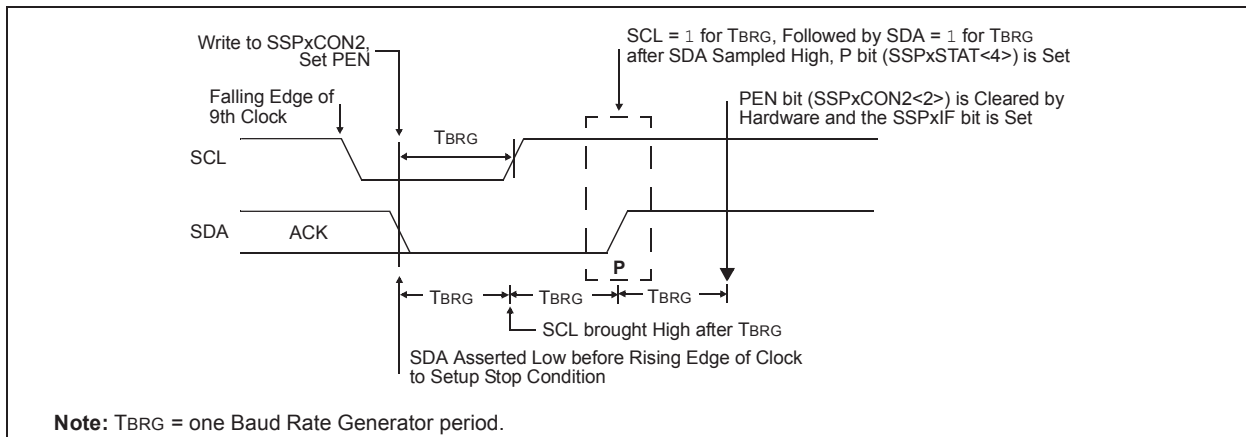 Write to SSPxCON2,
Set PEN
SCL = 1 for TBRG, Followed by SDA = 1 for TBRG
after SDA Sampled High, P bit (SSPxSTAT<4>) is Set
Falling Edge of
9th Clock
PEN bit (SSPxCON2<2>) is Cleared by
Hardware and the SSPxIF bit is Set
TBRG
SCL
SDA
ACK
P
TBRG
TBRG
TBRG
SCL brought High after TBRG
SDA Asserted Low before Rising Edge of Clock
to Setup Stop Condition
Note: TBRG = one Baud Rate Generator period.